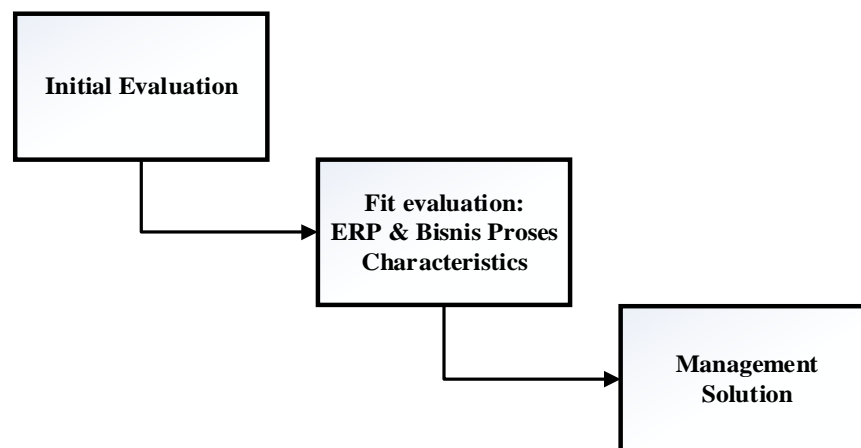 Initial Evaluation
Fit evaluation:
ERP & Bisnis Proses
Characteristics
Management
Solution